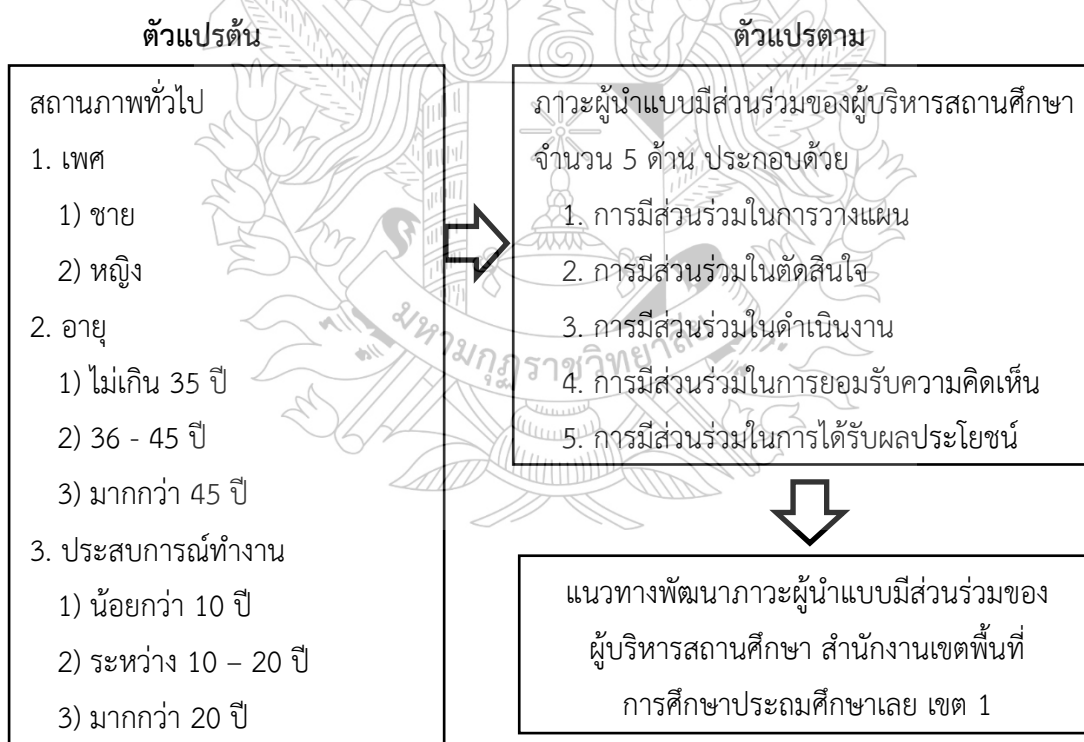 ตัวแปรต้น
สถานภาพทั่วไป
1. เพศ
1) ชาย
2) หญิง
2. อายุ
1) ไม่เกิน 35 ปี
2) 36 - 45 ปี
3) มากกว่า 45 ปี
3. ประสบการณ์ทำงาน
1) น้อยกว่า 10 ปี
2) ระหว่าง 10 – 20 ปี
3) มากกว่า 20 ปี
ตัวแปรตาม
ภาวะผู้นำแบบมีส่วนร่วมของผู้บริหารสถานศึกษา
จำนวน 5 ด้าน ประกอบด้วย
1. การมีส่วนร่วมในการวางแผน
2. การมีส่วนร่วมในตัดสินใจ
3. การมีส่วนร่วมในดำเนินงาน
4. การมีส่วนร่วมในการยอมรับความคิดเห็น
5. การมีส่วนร่วมในการได้รับผลประโยชน์
แนวทางพัฒนาภาวะผู้นำแบบมีส่วนร่วมของ
ผู้บริหารสถานศึกษา สำนักงานเขตพื้นที่
การศึกษาประถมศึกษาเลย เขต 1
มหามกุฏราชวิทยาลัย